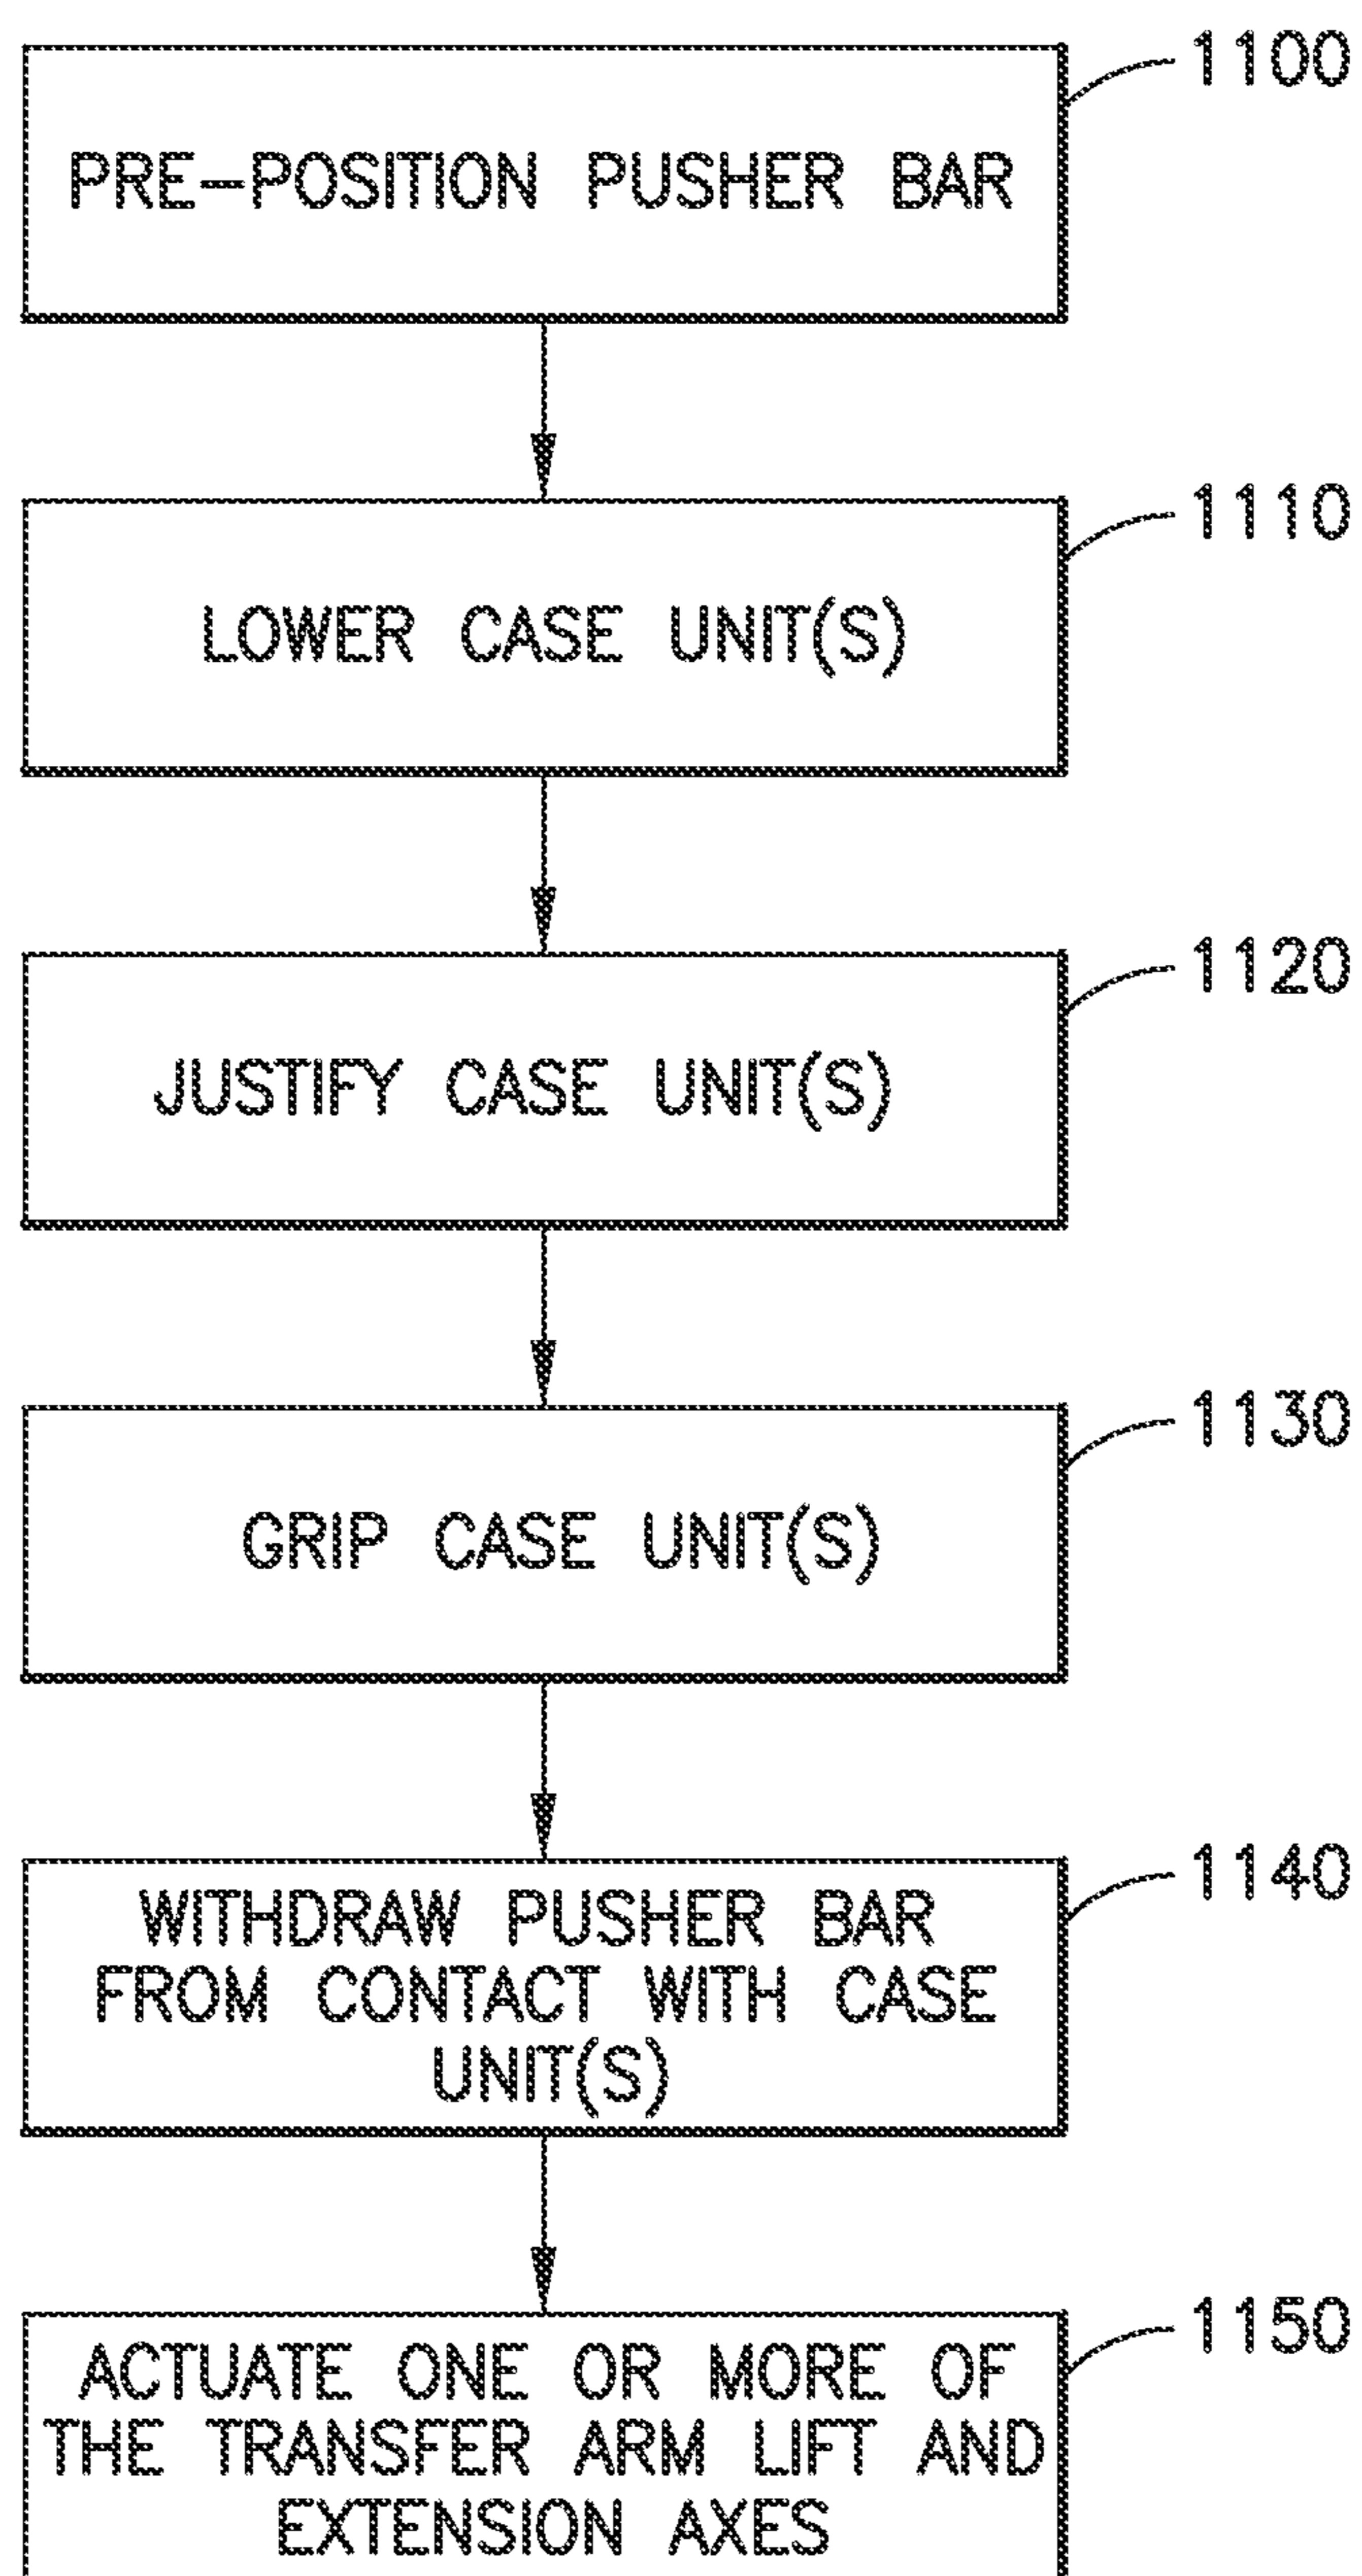 1100
PRE-POSITION PUSHER BAR
1110
LOWER CASE UNIT(S)
1120
JUSTIFY CASE UNIT(S)
1130
GRIP CASE UNIT(S)
1140
WITHDRAW PUSHER BAR
FROM CONTACT WITH CASE
UNIT(S)
1150
ACTUATE ONE OR MORE OF
THE TRANSFER ARM LIFT AND
EXTENSION AXES